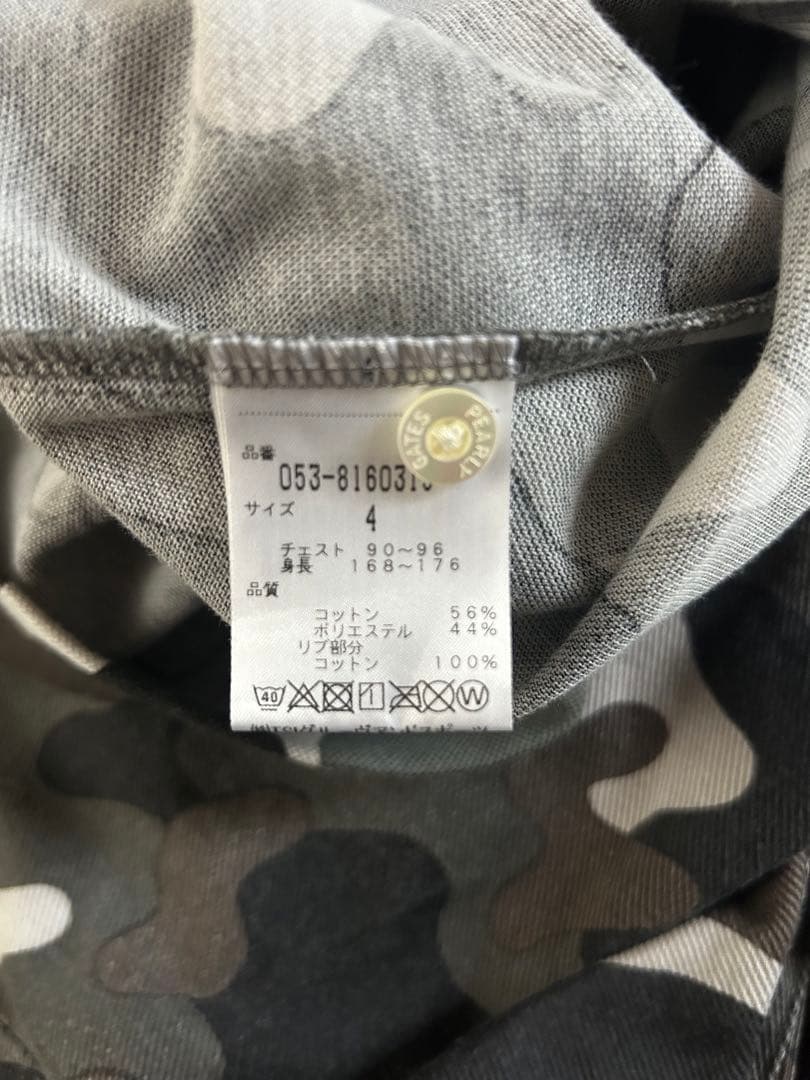 PEARLY GATES
品番
053-816031
サイズ
4
チェスト 90~96
身長 168~176
品質
コットン 56%
ポリエステル 44%
リブ部分
コットン 100%
40
W